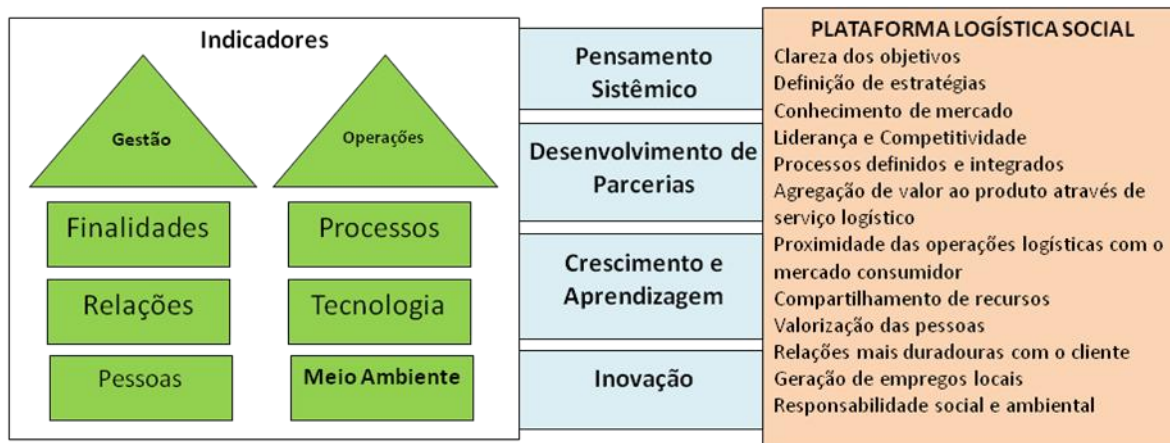 Indicadores
Gestão
Operações
Finalidades
Processos
Relações
Tecnologia
Pessoas
Meio Ambiente
Pensamento
Sistêmico
Desenvolvimento de
Parcerias
Crescimento e
Aprendizagem
Inovação
PLATAFORMA LOGÍSTICA SOCIAL
Clareza dos objetivos
Definição de estratégias
Conhecimento de mercado
Liderança e Competitividade
Processos definidos e integrados
Agregação de valor ao produto através de
serviço logístico
Proximidade das operações logísticas com o
mercado consumidor
Compartilhamento de recursos
Valorização das pessoas
Relações mais duradouras com o cliente
Geração de empregos locais
Responsabilidade social e ambiental